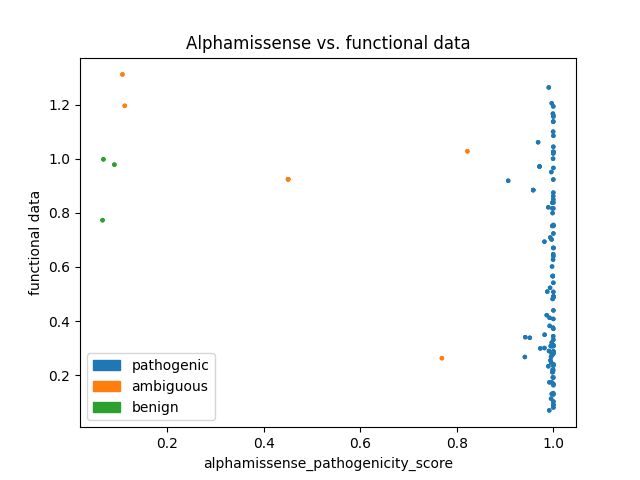 Alphamissense vs. functional data
functional data
1.2
1.0
0.8
0.6
0.4
0.2
pathogenic
ambiguous
benign
0.2 0.4 0.6 0.8 1.0
alphamissense_pathogenicity_score